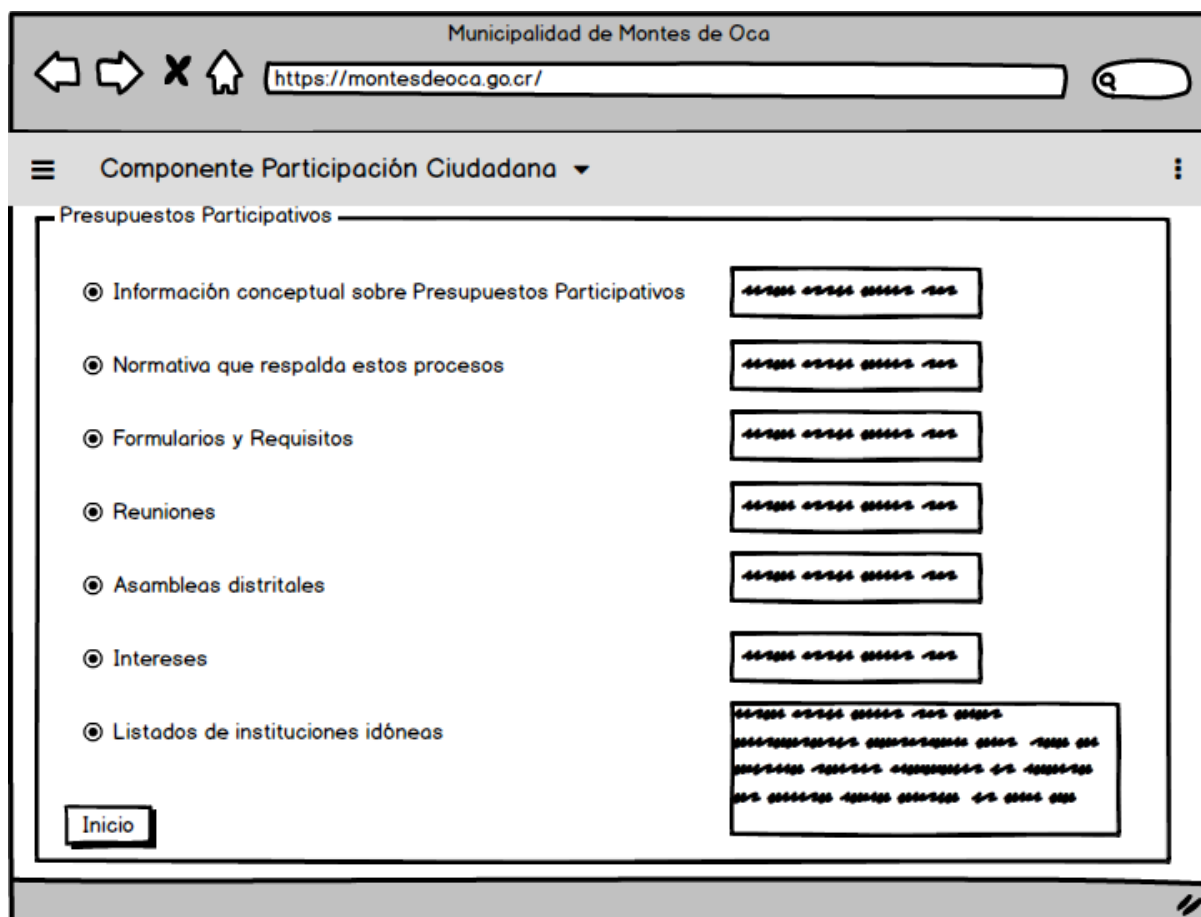 Municipalidad de Montes de Oca
https://montesdeoca.go.cr/
Componente Participación Ciudadana
Presupuestos Participativos
Información conceptual sobre Presupuestos Participativos
Normativa que respalda estos procesos
Formularios y Requisitos
Reuniones
Asambleas distritales
Intereses
Listados de instituciones idóneas
Inicio